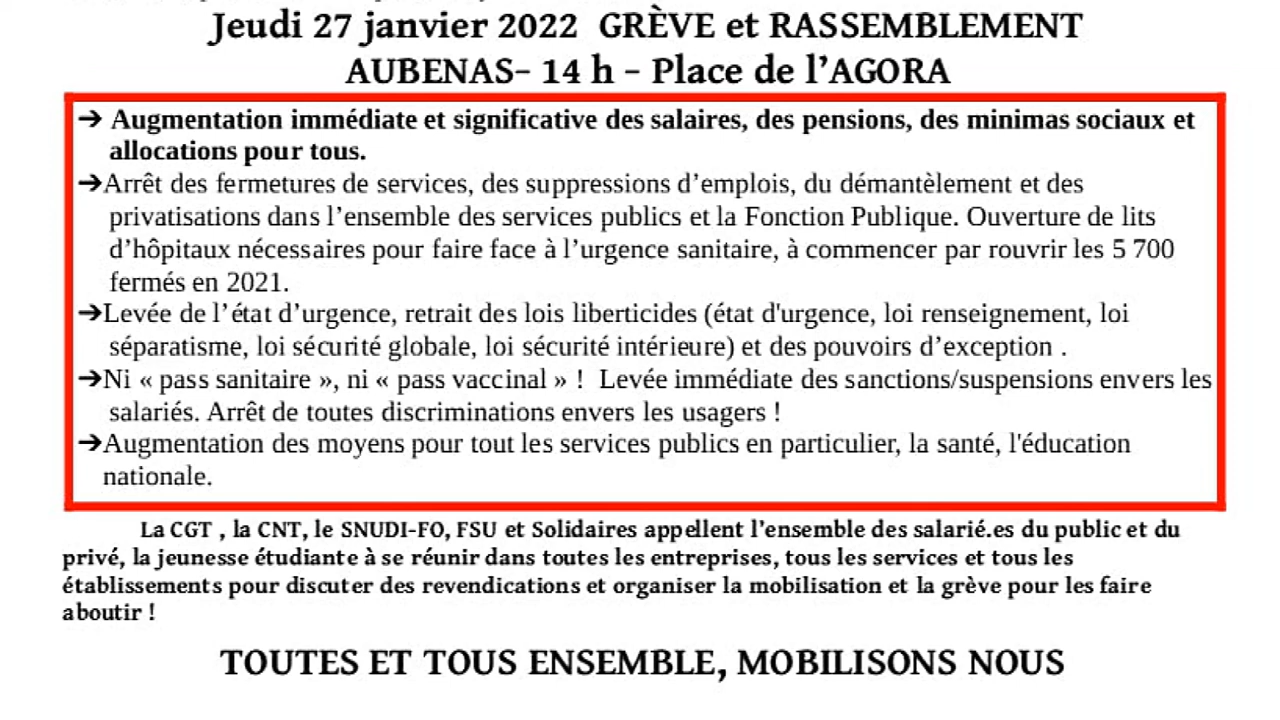 Jeudi 27 janvier 2022 GRÈVE et RASSEMBLEMENT
AUBENAS- 14 h - Place de l'AGORA
➔ Augmentation immédiate et significative des salaires, des pensions, des minimas sociaux et
allocations pour tous.
➔Arrêt des fermetures de services, des suppressions d'emplois, du démantèlement et des
privatisations dans l'ensemble des services publics et la Fonction Publique. Ouverture de lits
d'hôpitaux nécessaires pour faire face à l'urgence sanitaire, à commencer par rouvrir les 5 700
fermés en 2021.
➔Levée de l'état d'urgence, retrait des lois liberticides (état d'urgence, loi renseignement, loi
séparatisme, loi sécurité globale, loi sécurité intérieure) et des pouvoirs d'exception .
➔Ni « pass sanitaire », ni « pass vaccinal » ! Levée immédiate des sanctions/suspensions envers les
salariés. Arrêt de toutes discriminations envers les usagers !
➔Augmentation des moyens pour tout les services publics en particulier, la santé, l'éducation
nationale.
La CGT , la CNT, le SNUDI-FO, FSU et Solidaires appellent l'ensemble des salarié.es du public et du
privé, la jeunesse étudiante à se réunir dans toutes les entreprises, tous les services et tous les
établissements pour discuter des revendications et organiser la mobilisation et la grève pour les faire
aboutir !
TOUTES ET TOUS ENSEMBLE, MOBILISONS NOUS